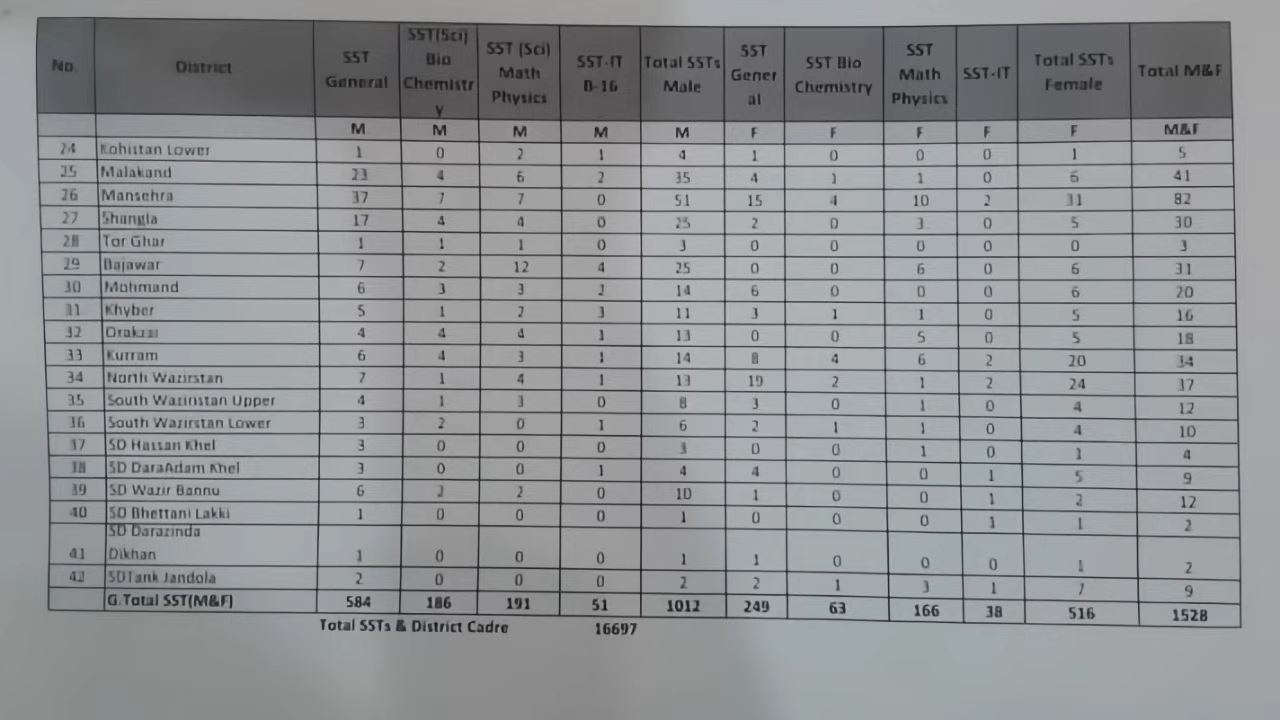 No. District SST General SST(Sci) Bio Chemistry SST (Sci) Math Physics SST-IT B-16 Total SSTs Male SST General SST Bio Chemistry SST Math Physics SST-IT Total SSTs Female Total M&F
M M M M M F F F F F M&F
24 Kohistan Lower 1 0 2 1 4 1 0 0 0 1 5
25 Malakand 23 4 6 2 35 4 1 1 0 6 41
26 Mansehra 37 7 7 0 51 15 4 10 2 31 82
27 Shangla 17 4 4 0 25 2 0 3 0 5 30
28 Tor Ghar 1 1 1 0 3 0 0 0 0 0 3
29 Bajawar 7 2 12 4 25 0 0 6 0 6 31
30 Mohmand 6 3 3 2 14 6 0 0 0 6 20
31 Khyber 5 1 2 3 11 3 1 1 0 5 16
32 Orakzai 4 4 4 1 13 0 0 5 0 5 18
33 Kurram 6 4 3 1 14 8 4 6 2 20 34
34 North Wazirstan 7 1 4 1 13 19 2 1 2 24 37
35 South Waziristan Upper 4 1 3 0 8 3 0 1 0 4 12
36 South Wazirstan Lower 3 2 0 1 6 2 1 1 0 4 10
37 SD Hassan Khel 3 0 0 0 3 0 0 1 0 1 4
38 SD DaraAdam Khel 3 0 0 1 4 4 0 0 1 5 9
39 SD Wazir Bannu 6 2 2 0 10 1 0 0 1 2 12
40 SD Bhettani Lakki 1 0 0 0 1 0 0 0 1 1 2
SD Darazinda
41 Dikhan 1 0 0 0 1 1 0 0 0 1 2
42 SDTank Jandola 2 0 0 0 2 2 1 3 1 7 9
G.Total SST(M&F) 584 186 191 51 1012 249 63 166 38 516 1528
Total SSTs & District Cadre 16697